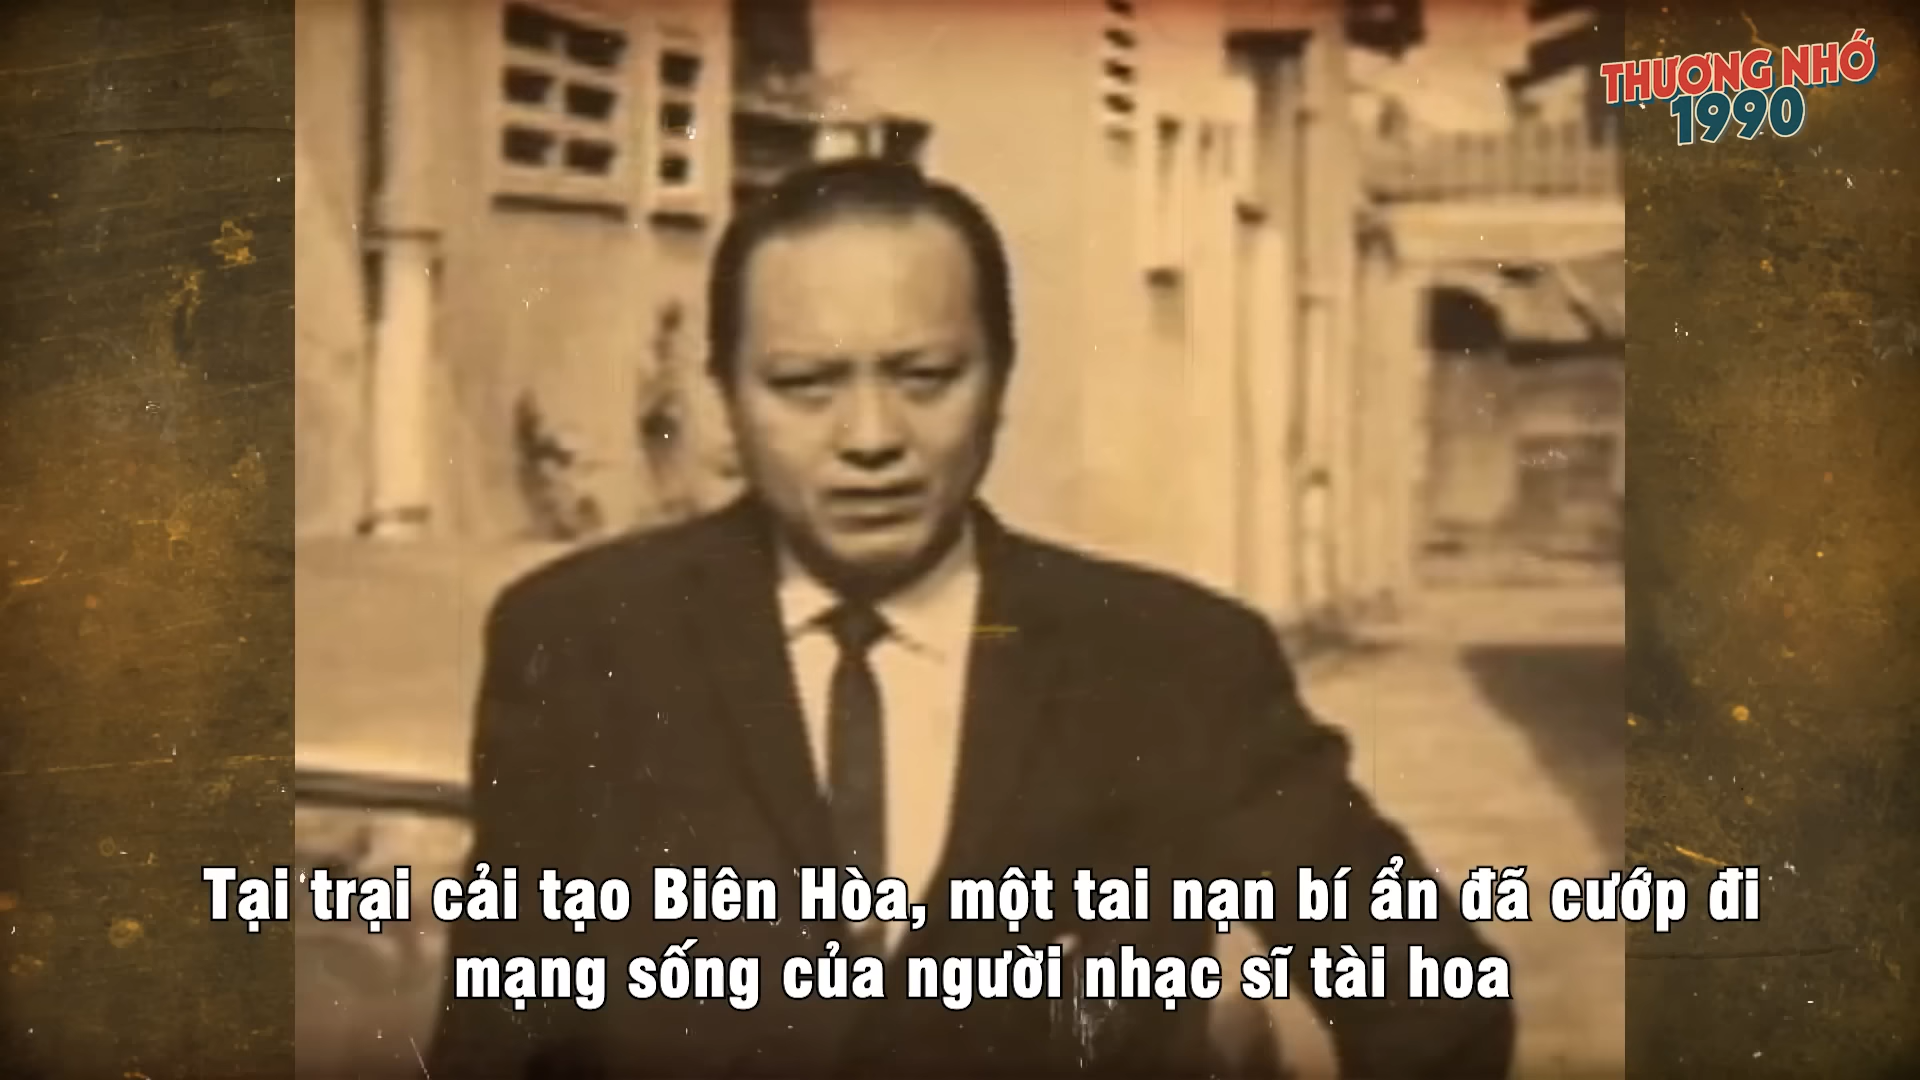 THƯƠNG NHỚ
1990
Tại trại cải tạo Biên Hòa, một tai nạn bí ẩn đã cướp đi
mạng sống của người nhạc sĩ tài hoa